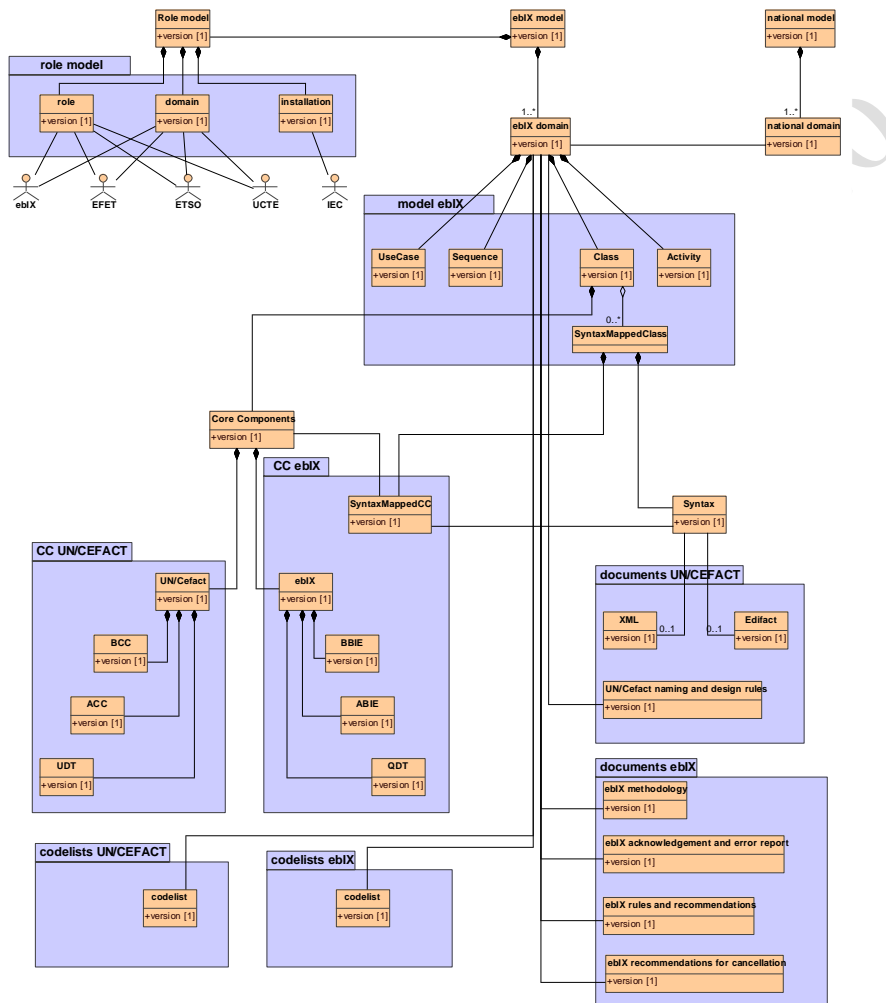 Role model
+version [1]
ebIX model
+version [1]
national model
+version [1]
role model
role
+version [1]
domain
+version [1]
installation
+version [1]
1..*
ebIX domain
+version [1]
1..*
national domain
+version [1]
ebIX
EFET
ETSO
UCTE
IEC
model ebIX
UseCase
+version [1]
Sequence
+version [1]
Class
+version [1]
Activity
+version [1]
0..*
SyntaxMappedClass
Core Components
+version [1]
CC ebIX
SyntaxMappedCC
+version [1]
Syntax
+version [1]
CC UN/CEFACT
UN/Cefact
+version [1]
ebIX
+version [1]
BCC
+version [1]
BBIE
+version [1]
ACC
+version [1]
ABIE
+version [1]
UDT
+version [1]
QDT
+version [1]
documents UN/CEFACT
XML
+version [1]
0..1
0..1
Edifact
+version [1]
UN/Cefact naming and design rules
+version [1]
documents ebIX
ebIX methodology
+version [1]
ebIX acknowledgement and error report
+version [1]
ebIX rules and recommendations
+version [1]
ebIX recommendations for cancellation
+version [1]
codelists UN/CEFACT
codelist
+version [1]
codelists ebIX
codelist
+version [1]